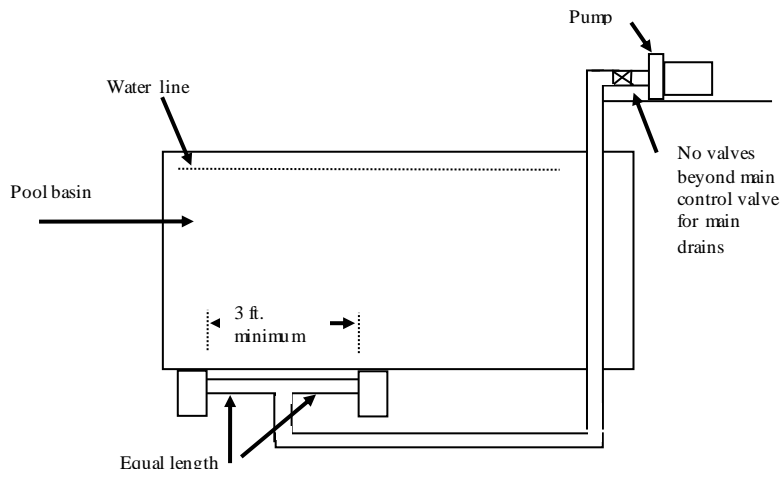 Pump
Water line
No valves
beyond main
control valve
for main
drains
Pool basin
3 ft.
minimum
Equal length